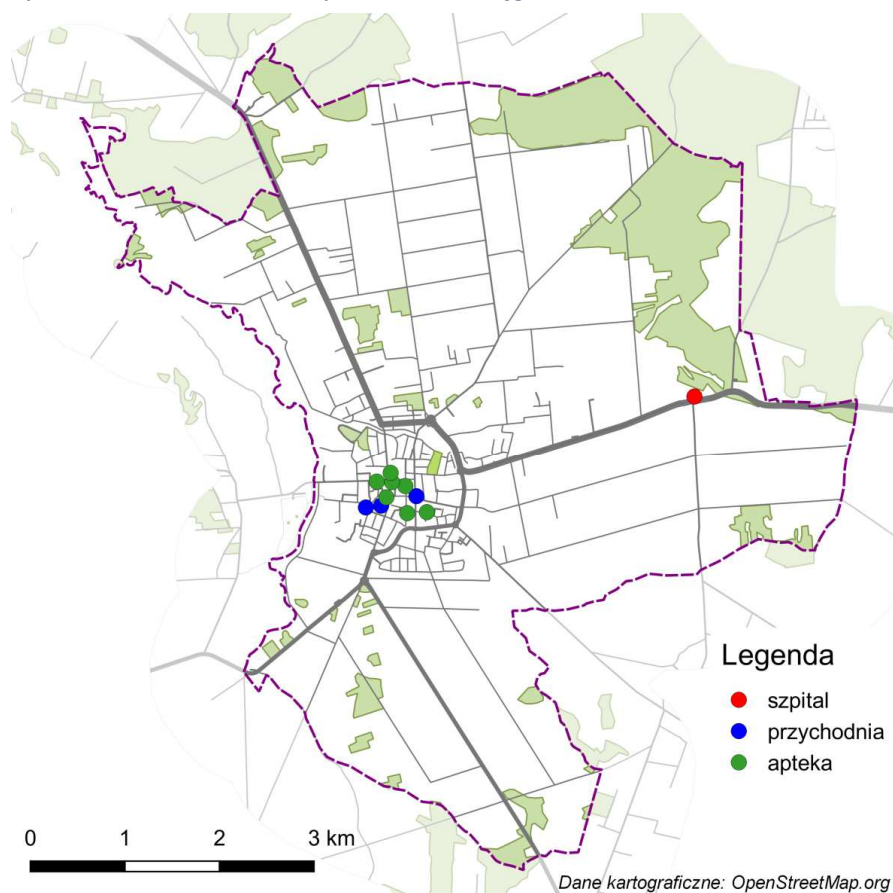 Legenda
szpital
przychodnia
apteka
0 1 2 3 km
Dane kartograficzne: OpenStreetMap.org